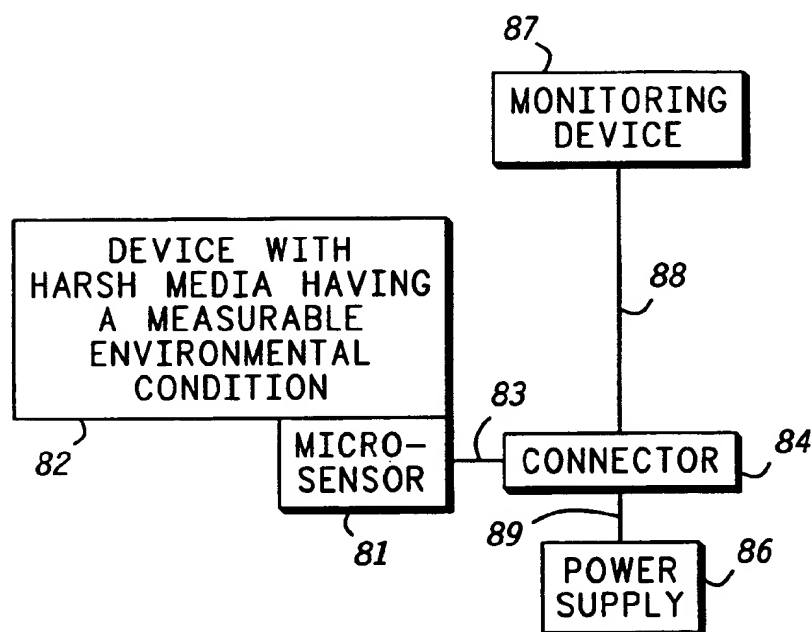 87
MONITORING
DEVICE
DEVICE WITH
HARSH MEDIA HAVING
A MEASURABLE
ENVIRONMENTAL
CONDITION
88
82
MICRO-
SENSOR
81
83
CONNECTOR
84
89
POWER
SUPPLY
86